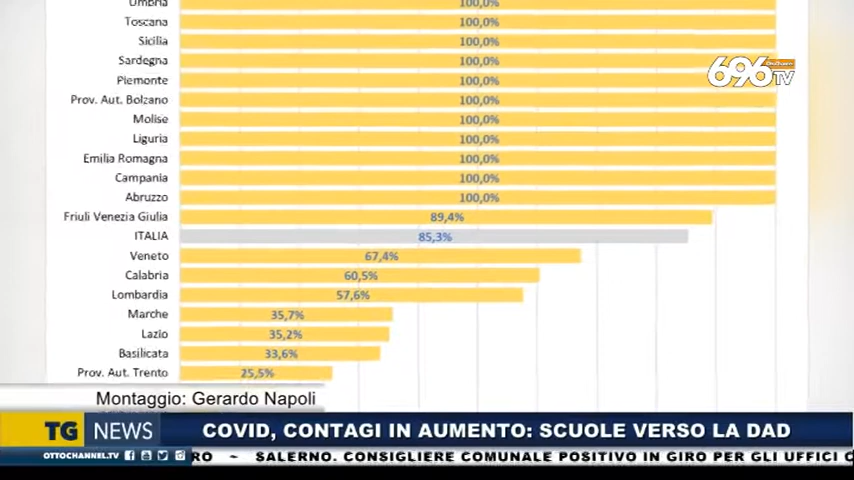 Umbria 100,0%
Toscana 100,0%
Sicilia 100,0%
Sardegna 100,0%
Piemonte 100,0%
Prov. Aut. Bolzano 100,0%
Molise 100,0%
Liguria 100,0%
Emilia Romagna 100,0%
Campania 100,0%
Abruzzo 100,0%
Friuli Venezia Giulia 89,4%
ITALIA 85,3%
Veneto 67,4%
Calabria 60,5%
Lombardia 57,6%
Marche 35,7%
Lazio 35,2%
Basilicata 33,6%
Prov. Aut. Trento 25,5%
696 TV
Montaggio: Gerardo Napoli
TG NEWS COVID, CONTAGI IN AUMENTO: SCUOLE VERSO LA DAD
OTTOCHANNEL.TV RO ~ SALERNO. CONSIGLIERE COMUNALE POSITIVO IN GIRO PER GLI UFFICI